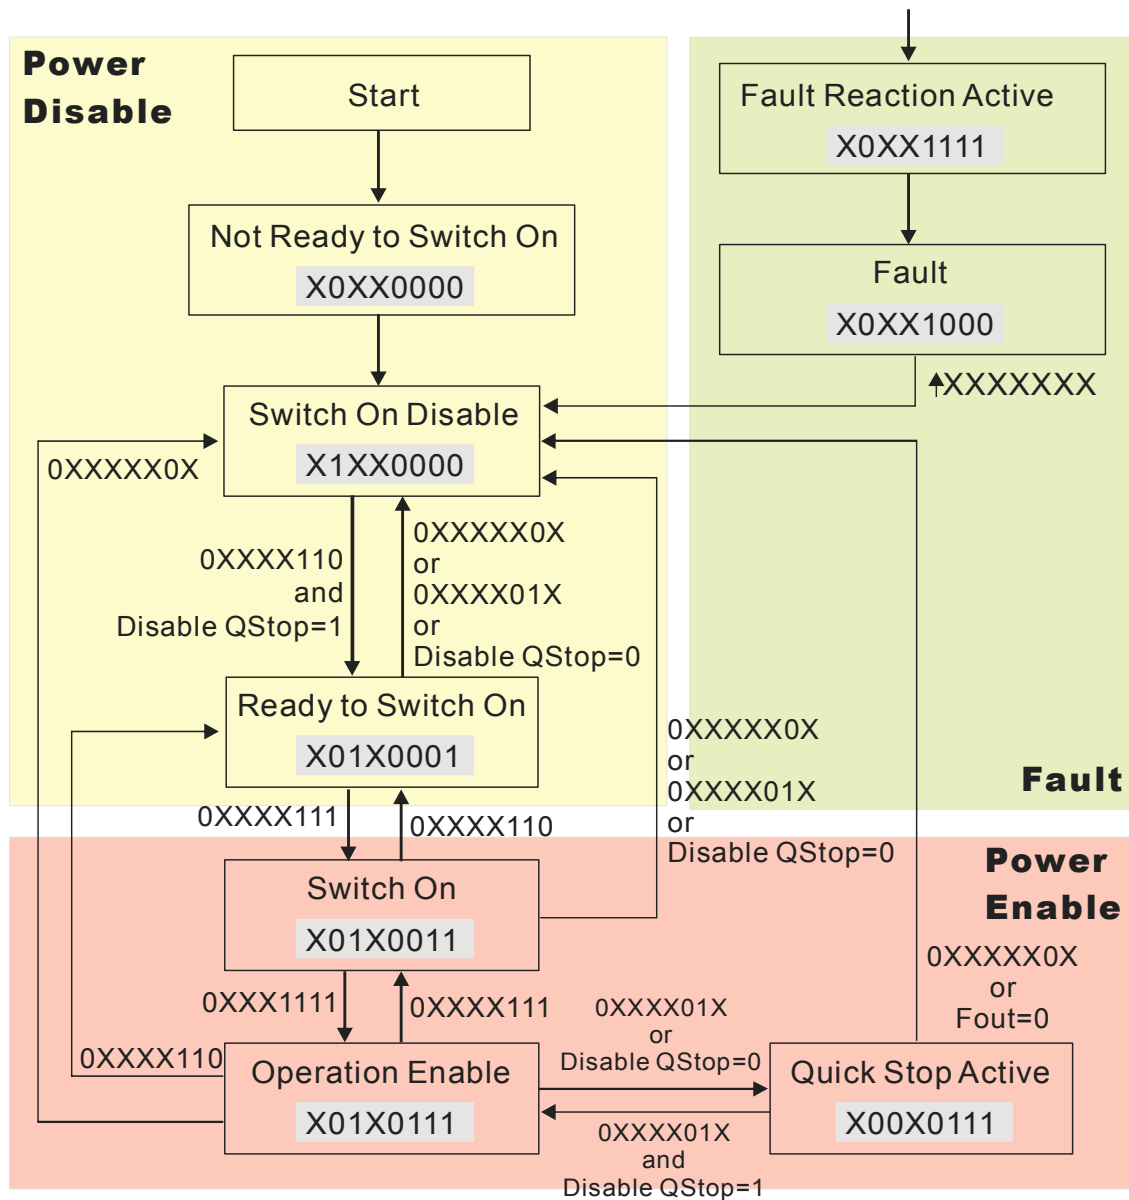 Power
Disable
Start
Not Ready to Switch On
X0XX0000
Switch On Disable
X1XX0000
0XXXXX0X
0XXXX110
and
Disable QStop=1
0XXXXX0X
or
0XXXX01X
or
Disable QStop=0
Ready to Switch On
X01X0001
0XXXX111
0XXXX110
Fault Reaction Active
X0XX1111
Fault
X0XX1000
XXXXXXX
Fault
0XXXXX0X
or
0XXXX01X
or
Disable QStop=0
Power
Enable
Switch On
X01X0011
0XXX1111
0XXXX111
0XXXX110
Operation Enable
X01X0111
0XXXX01X
or
Disable QStop=0
0XXXX01X
and
Disable QStop=1
0XXXXX0X
or
Fout=0
Quick Stop Active
X00X0111